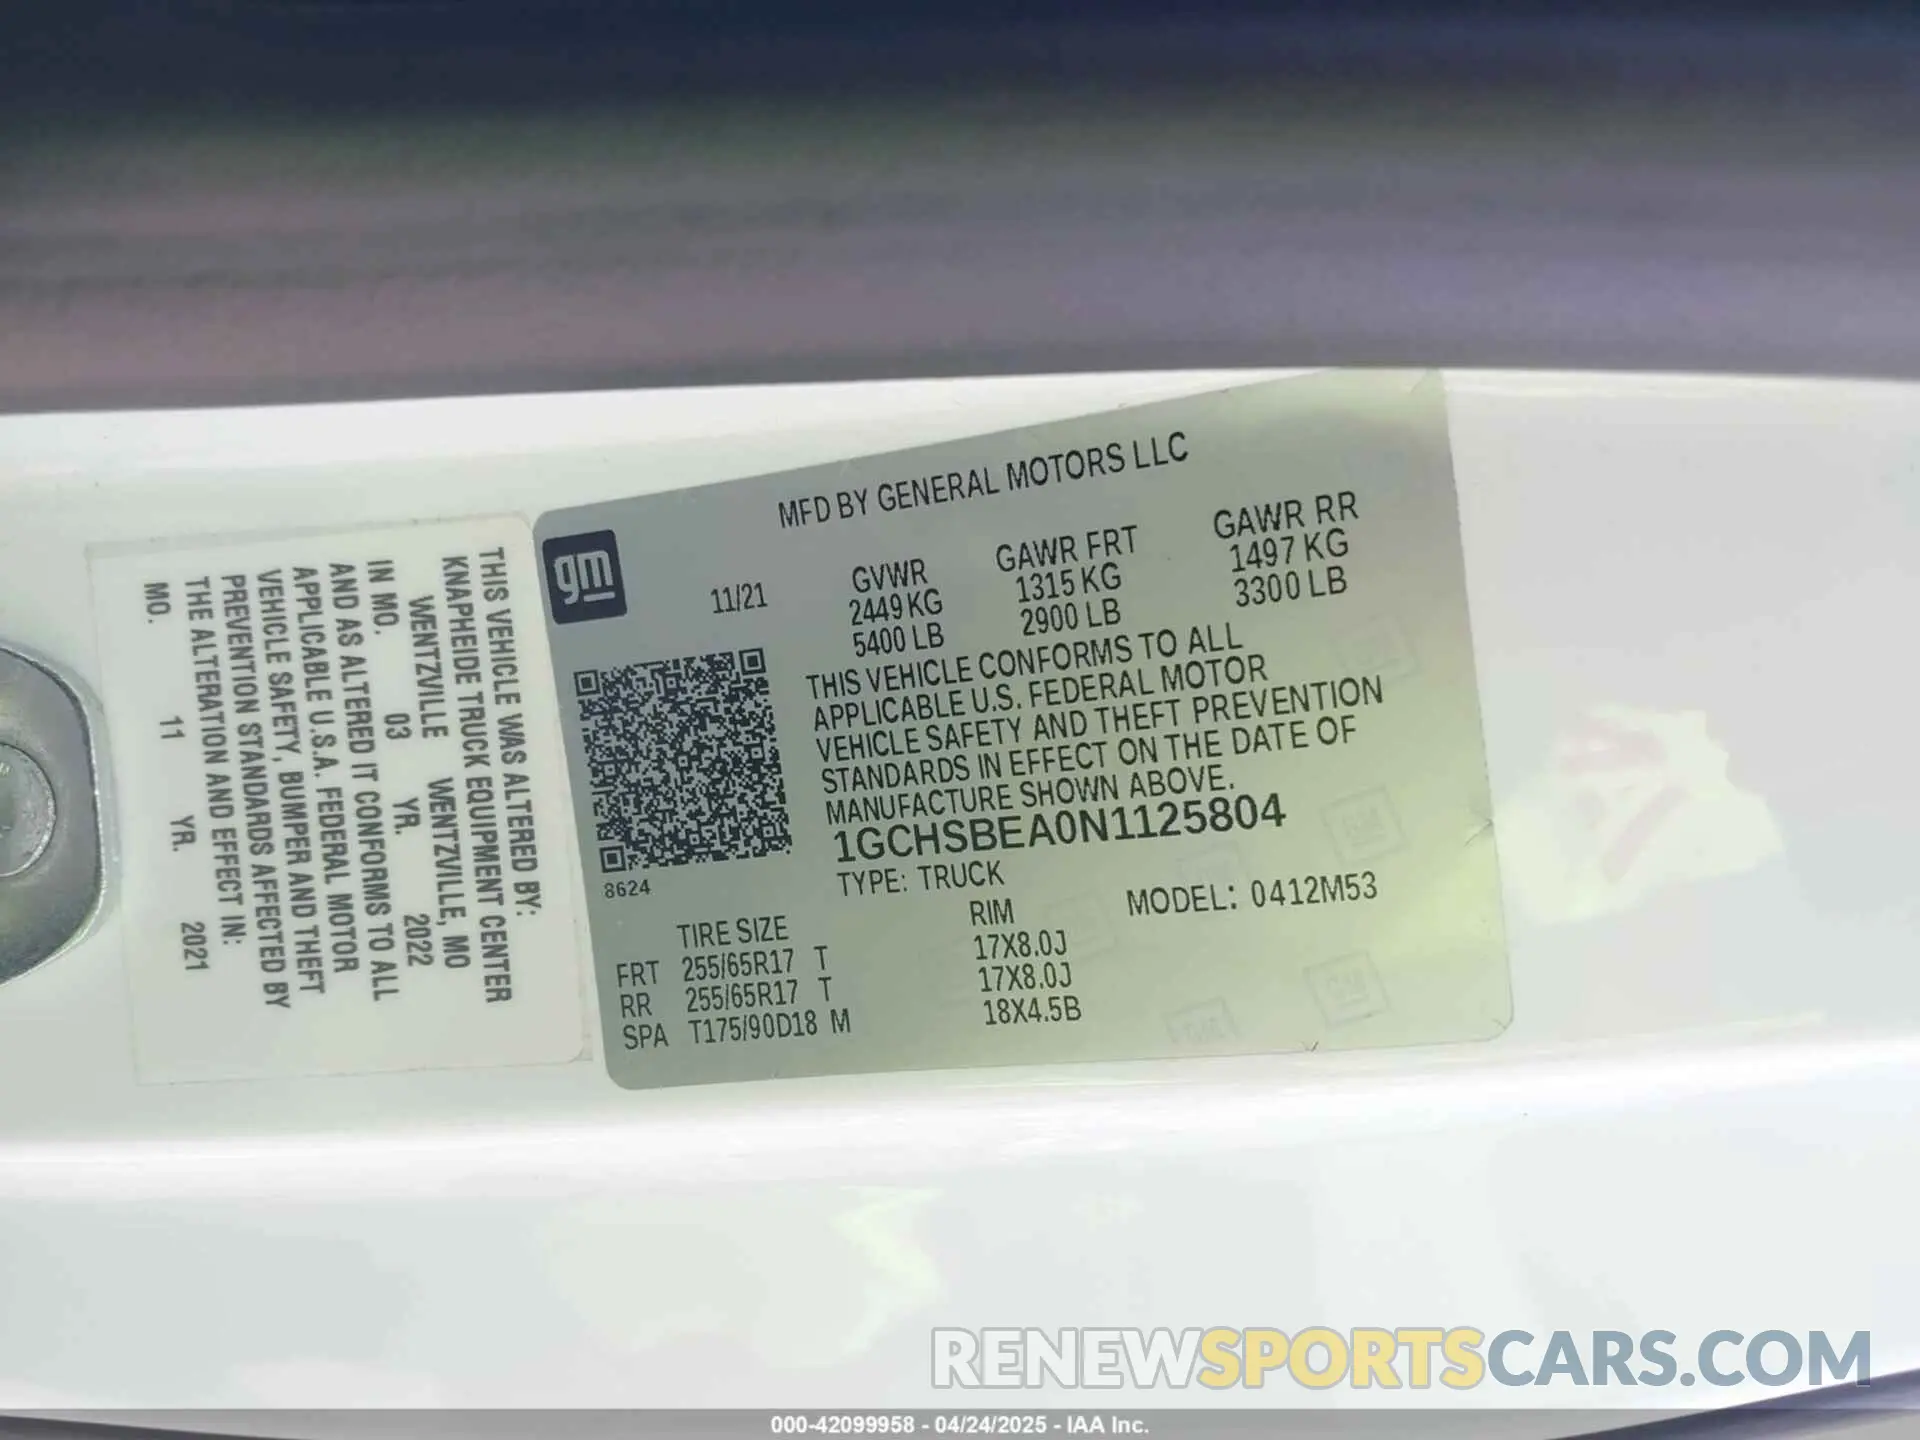 MFD BY GENERAL MOTORS LLC
gm
11/21
GVWR
2449 KG
5400 LB
GAWR FRT
1315 KG
2900 LB
GAWR RR
1497 KG
3300 LB
THIS VEHICLE CONFORMS TO ALL
APPLICABLE U.S. FEDERAL MOTOR
VEHICLE SAFETY AND THEFT PREVENTION
STANDARDS IN EFFECT ON THE DATE OF
MANUFACTURE SHOWN ABOVE.
1GCHSBEA0N1125804
8624
TYPE: TRUCK
MODEL: 0412M53
TIRE SIZE RIM
FRT 255/65R17 T 17X8.0J
RR 255/65R17 T 17X8.0J
SPA T175/90D18 M 18X4.5B
THIS VEHICLE WAS ALTERED BY:
KNAPHEIDE TRUCK EQUIPMENT CENTER
WENTZVILLE WENTZVILLE, MO
IN MO. 03 YR. 2022
AND AS ALTERED IT CONFORMS TO ALL
APPLICABLE U.S.A. FEDERAL MOTOR
VEHICLE SAFETY, BUMPER AND THEFT
PREVENTION STANDARDS AFFECTED BY
THE ALTERATION AND EFFECT IN:
MO. 11 YR. 2021
RENEWSPORTSCARS.COM
000-42099958 - 04/24/2025 - IAA Inc.